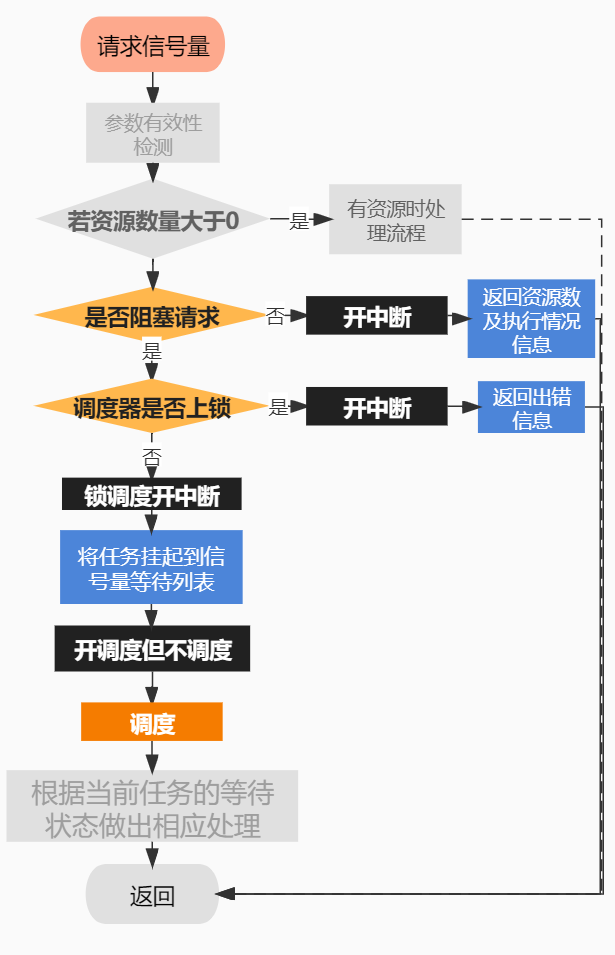 请求信号量
参数有效性
检测
若资源数量大于0
是
有资源时处
理流程
是否阻塞请求
否
开中断
返回资源数
及执行情况
信息
是
调度器是否上锁
是
开中断
返回出错
信息
否
锁调度开中断
将任务挂起到信
号量等待列表
开调度但不调度
调度
根据当前任务的等待
状态做出相应处理
返回